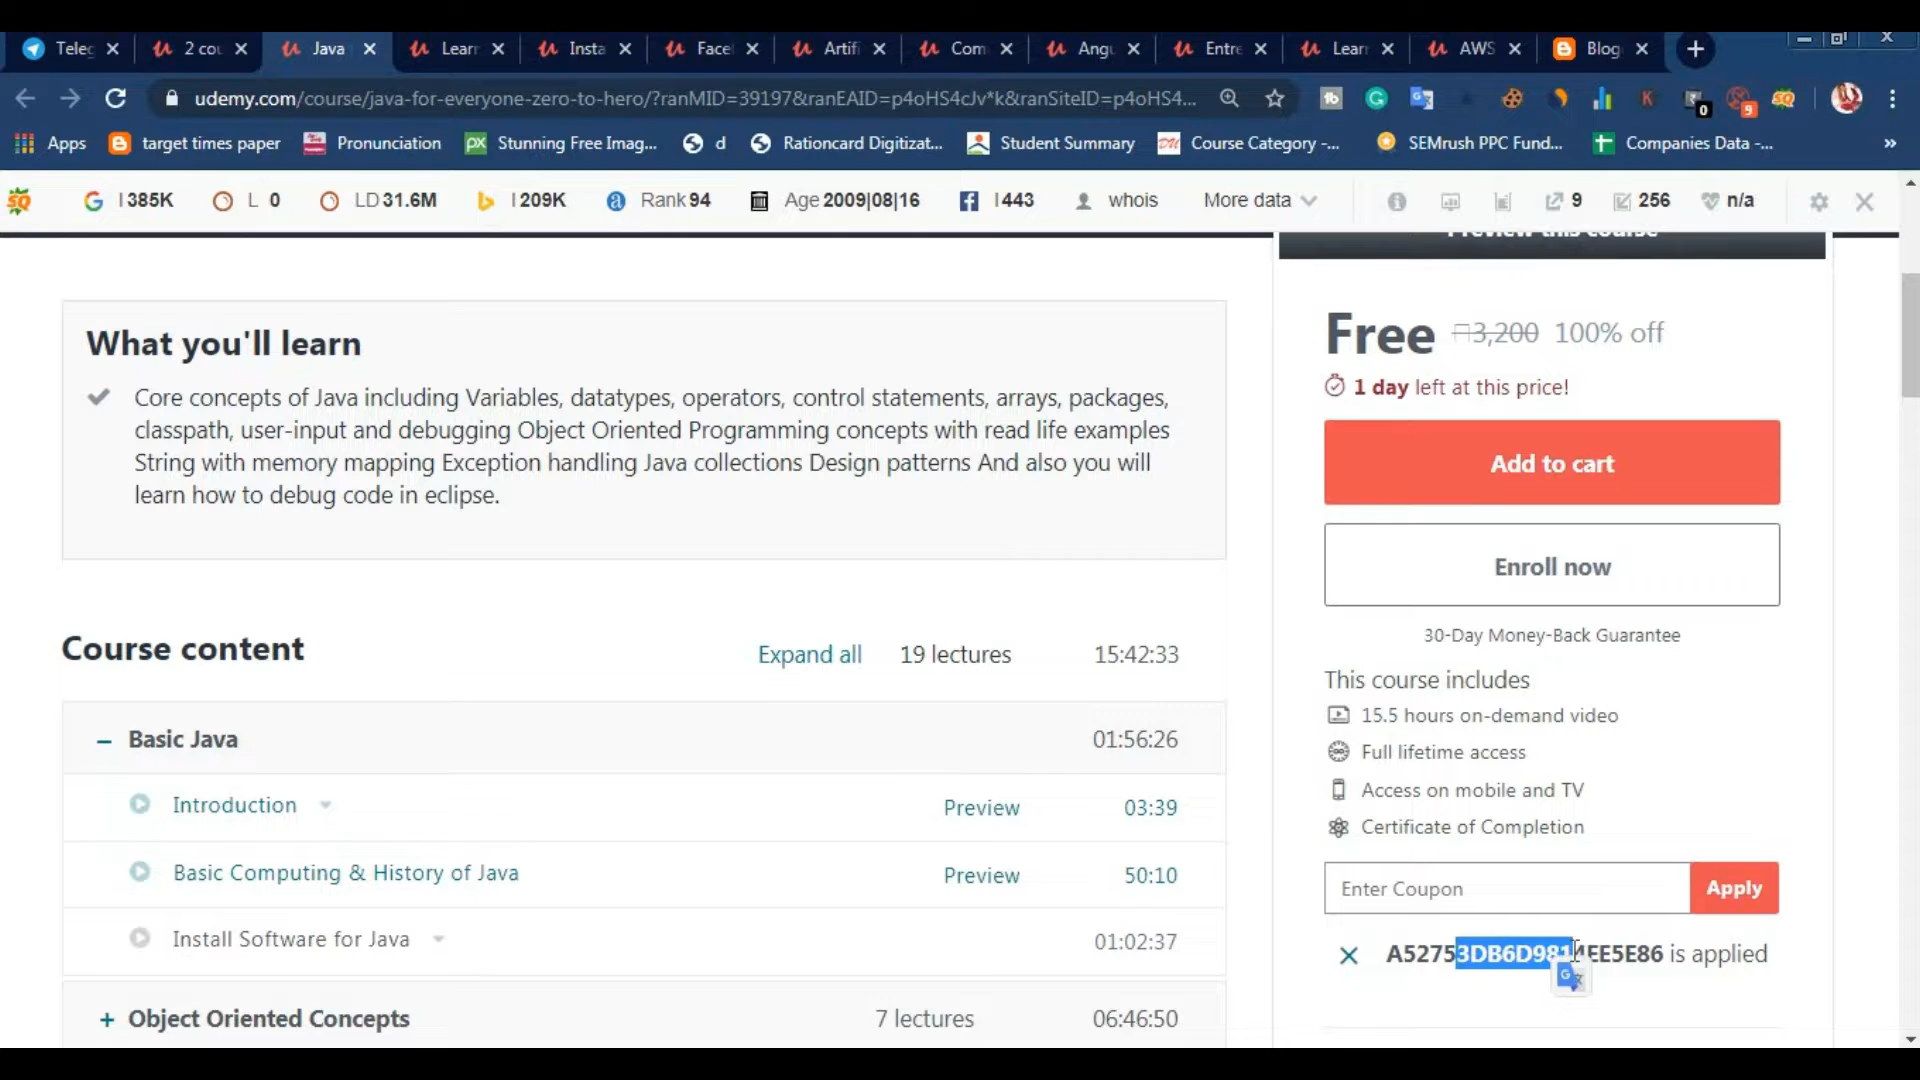 Teleg
2 cou
Java
Learn
Insta
Face
Artifi
Com
Angu
Entre
Learn
AWS
Blog
udemy.com/course/java-for-everyone-zero-to-hero/?ranMID=39197&ranEAID=p4oHS4cJv*k&ranSiteID=p4oHS4...
Apps
target times paper
Pronunciation
Stunning Free Imag...
d
Rationcard Digitizat...
Student Summary
Course Category -...
SEMrush PPC Fund...
Companies Data -...
»
I 385K
L 0
LD 31.6M
I 209K
Rank 94
Age 2009|08|16
I 443
whois
More data
9
256
n/a
Preview this course
What you'll learn
Core concepts of Java including Variables, datatypes, operators, control statements, arrays, packages,
classpath, user-input and debugging Object Oriented Programming concepts with read life examples
String with memory mapping Exception handling Java collections Design patterns And also you will
learn how to debug code in eclipse.
Free 3,200 100% off
1 day left at this price!
Add to cart
Enroll now
30-Day Money-Back Guarantee
This course includes
15.5 hours on-demand video
Full lifetime access
Access on mobile and TV
Certificate of Completion
Enter Coupon Apply
A52753DB6D9814EE5E86 is applied
Course content Expand all 19 lectures 15:42:33
Basic Java 01:56:26
Introduction Preview 03:39
Basic Computing & History of Java Preview 50:10
Install Software for Java 01:02:37
Object Oriented Concepts 7 lectures 06:46:50